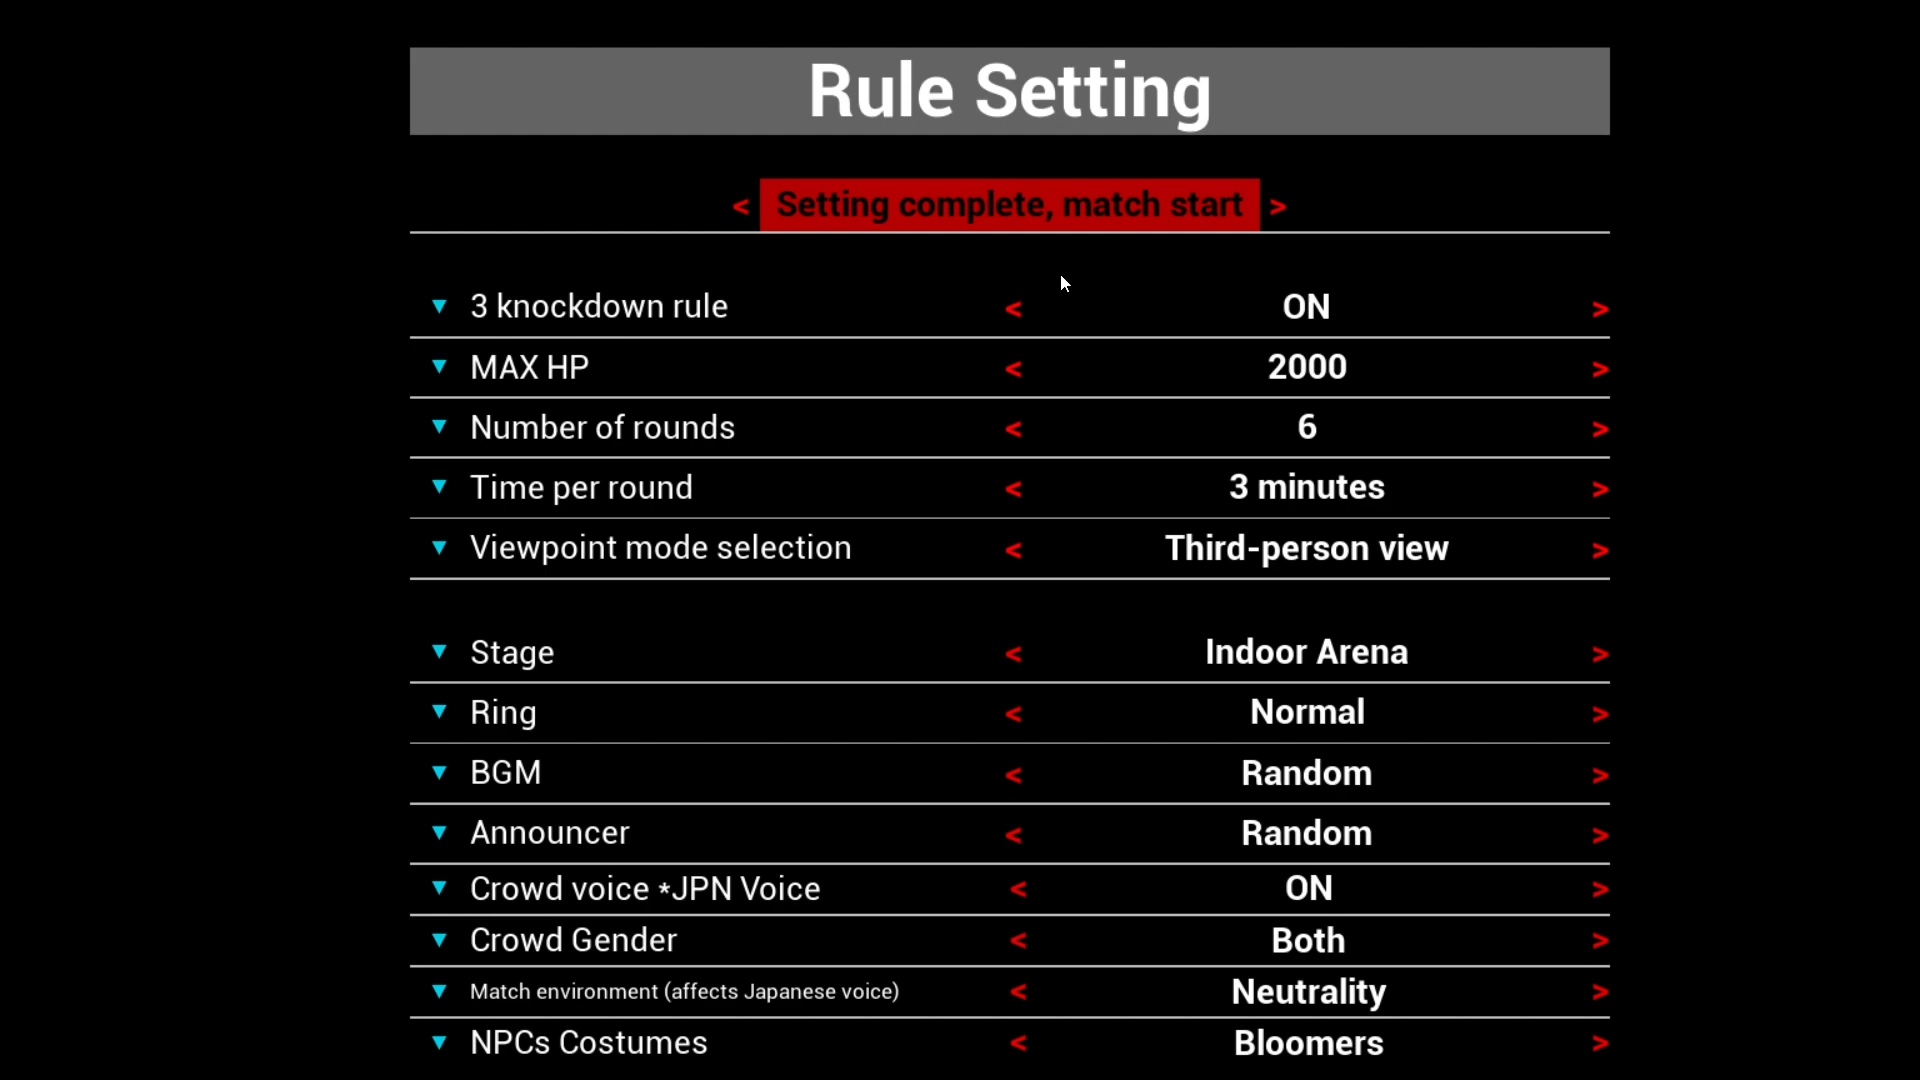 Rule Setting
< Setting complete, match start >
▼ 3 knockdown rule < ON >
▼ MAX HP < 2000 >
▼ Number of rounds < 6 >
▼ Time per round < 3 minutes >
▼ Viewpoint mode selection < Third-person view >
▼ Stage < Indoor Arena >
▼ Ring < Normal >
▼ BGM < Random >
▼ Announcer < Random >
▼ Crowd voice *JPN Voice < ON >
▼ Crowd Gender < Both >
▼ Match environment (affects Japanese voice) < Neutrality >
▼ NPCs Costumes < Bloomers >